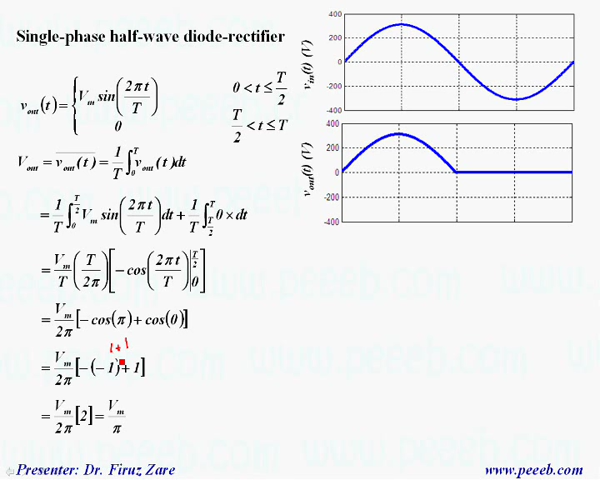 Single-phase half-wave diode-rectifier
v_out(t) = { V_m sin(2πt/T) 0 < t ≤ T/2
0 T/2 < t ≤ T
V_out = \overline{v_out(t)} = 1/T ∫_0^T v_out(t)dt
= 1/T ∫_0^{T/2} V_m sin(2πt/T)dt + 1/T ∫_{T/2}^T 0 × dt
= V_m/T (T/2π) [-cos(2πt/T)|_0^{T/2}]
= V_m/2π [-cos(π) + cos(0)]
1+1
= V_m/2π [-(-1) + 1]
= V_m/2π [2] = V_m/π
v_in(t) (V)
400
200
0
-200
-400
v_out(t) (V)
400
200
0
-200
-400
Presenter: Dr. Firuz Zare
www.peeeb.com